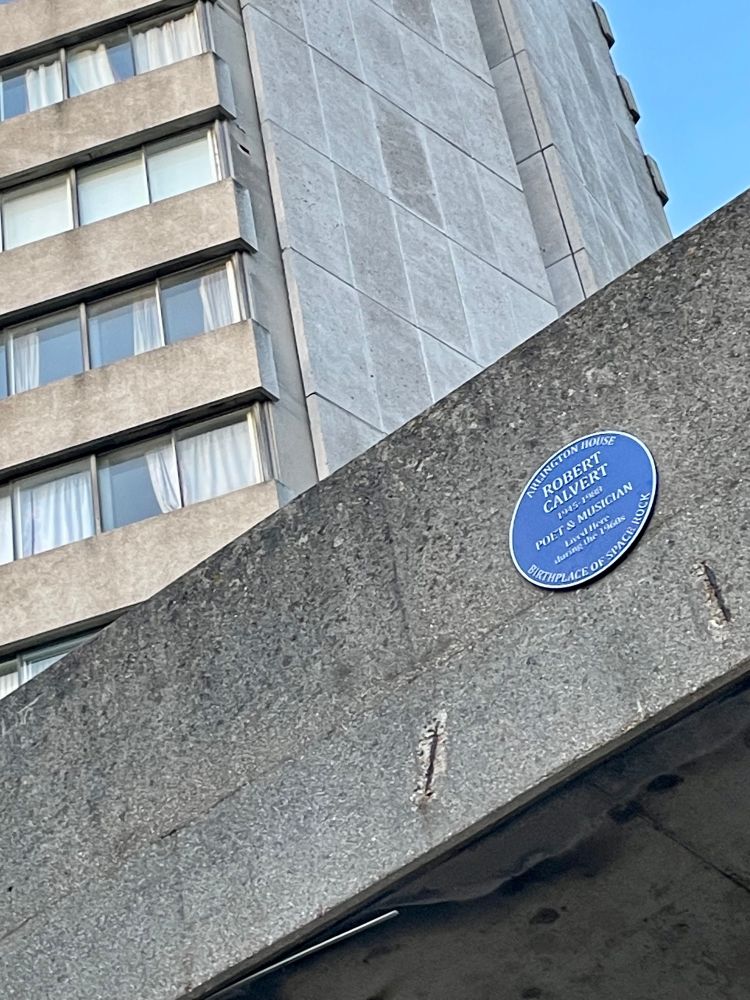 ARLINGTON HOUSE
ROBERT
CALVERT
1945-1988
POET & MUSICIAN
Lived Here
during the 1960s
BIRTHPLACE OF SPACE ROCK